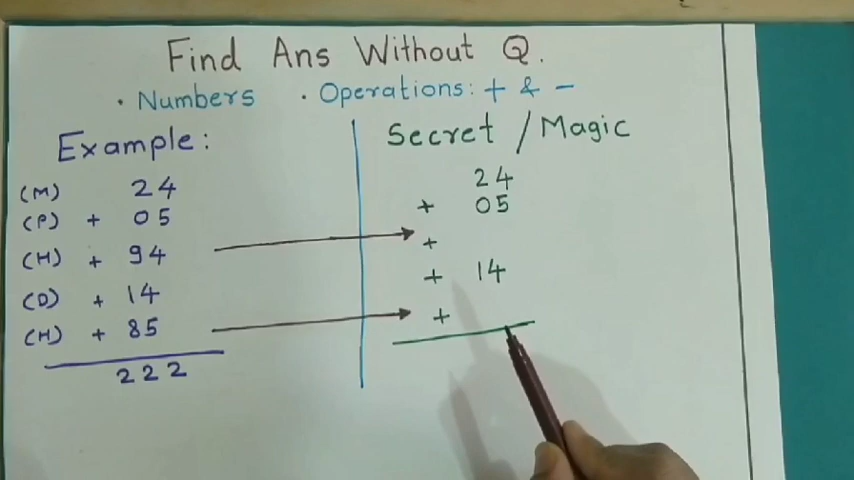 Find Ans Without Q.
· Numbers · Operations: + & −
Example:
(M) 24
(P) + 05
(H) + 94
(D) + 14
(H) + 85
222
Secret / Magic
24
+ 05
+
+ 14
+